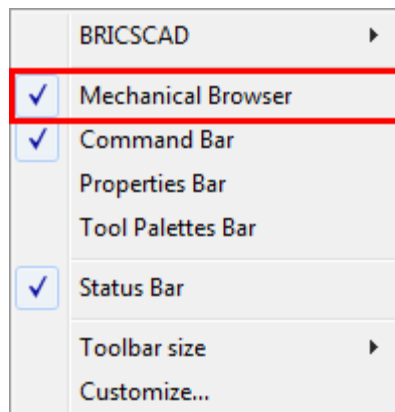 BRICSCAD
Mechanical Browser
Command Bar
Properties Bar
Tool Palettes Bar
Status Bar
Toolbar size
Customize...